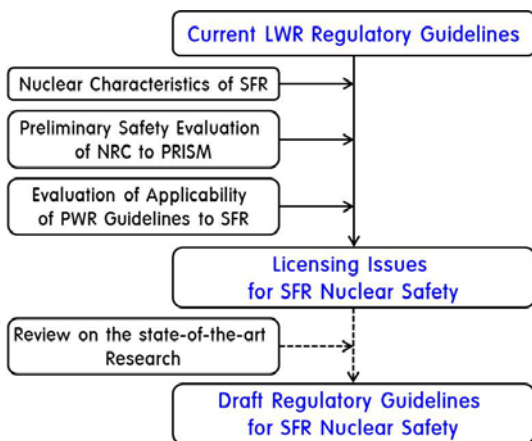 Current LWR Regulatory Guidelines
Nuclear Characteristics of SFR
Preliminary Safety Evaluation
of NRC to PRISM
Evaluation of Applicability
of PWR Guidelines to SFR
Licensing Issues
for SFR Nuclear Safety
Review on the state-of-the-art
Research
Draft Regulatory Guidelines
for SFR Nuclear Safety